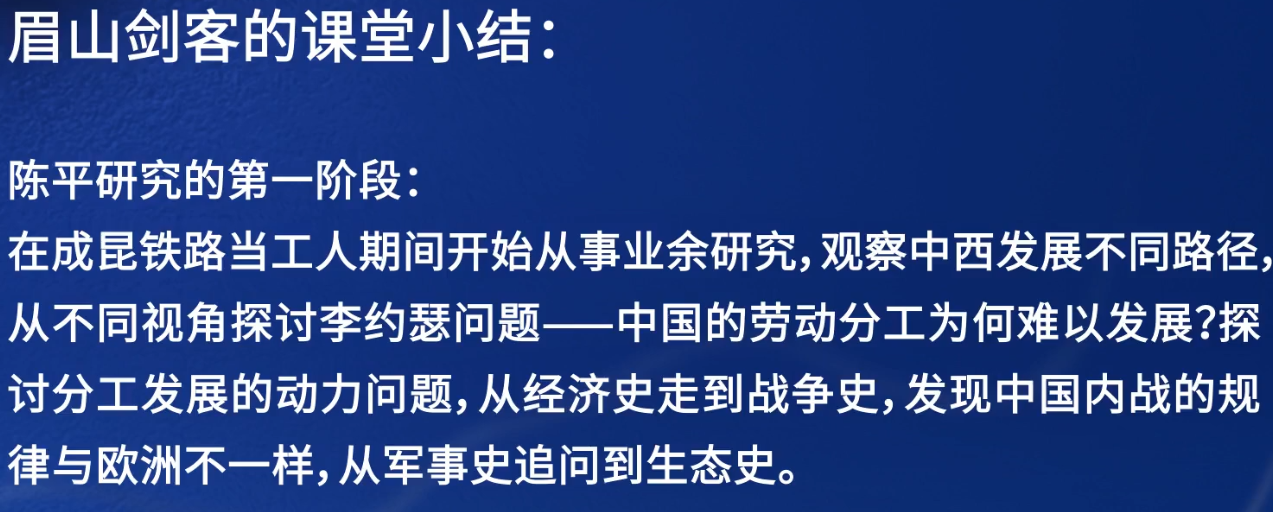 眉山剑客的课堂小结：
陈平研究的第一阶段：
在成昆铁路当工人期间开始从事业余研究，观察中西发展不同路径，
从不同视角探讨李约瑟问题——中国的劳动分工为何难以发展？探
讨分工发展的动力问题，从经济史走到战争史，发现中国内战的规
律与欧洲不一样，从军事史追问到生态史。